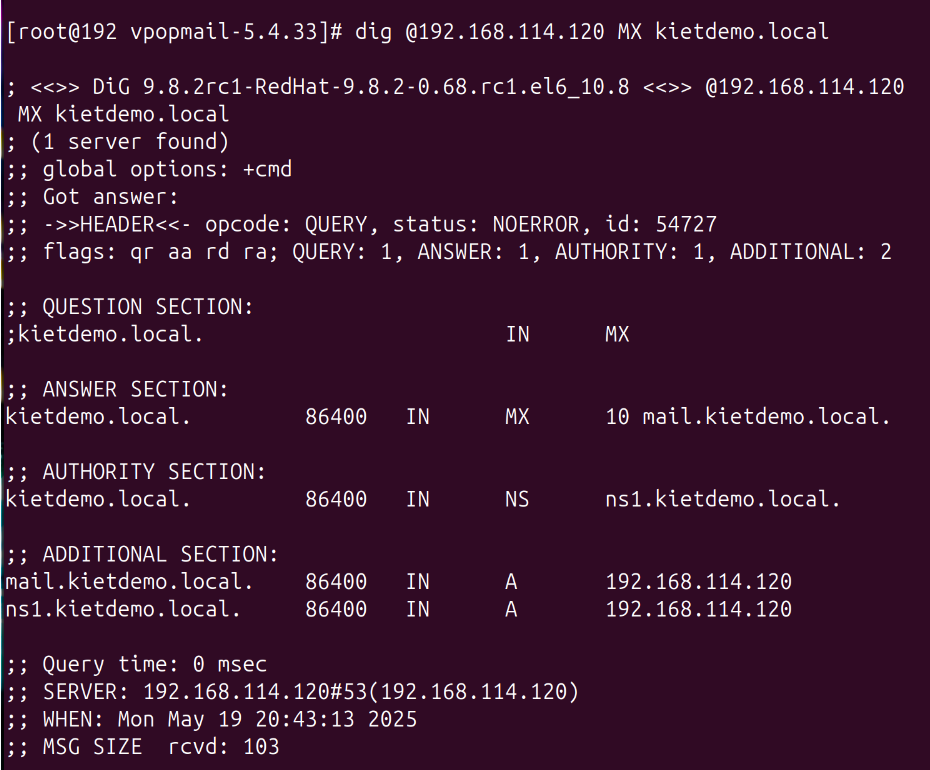 [root@192 vpopmail-5.4.33]# dig @192.168.114.120 MX kietdemo.local
; <<>> DiG 9.8.2rc1-RedHat-9.8.2-0.68.rc1.el6_10.8 <<>> @192.168.114.120
 MX kietdemo.local
; (1 server found)
;; global options: +cmd
;; Got answer:
;; ->>HEADER<<- opcode: QUERY, status: NOERROR, id: 54727
;; flags: qr aa rd ra; QUERY: 1, ANSWER: 1, AUTHORITY: 1, ADDITIONAL: 2
;; QUESTION SECTION:
;kietdemo.local. IN MX
;; ANSWER SECTION:
kietdemo.local. 86400 IN MX 10 mail.kietdemo.local.
;; AUTHORITY SECTION:
kietdemo.local. 86400 IN NS ns1.kietdemo.local.
;; ADDITIONAL SECTION:
mail.kietdemo.local. 86400 IN A 192.168.114.120
ns1.kietdemo.local. 86400 IN A 192.168.114.120
;; Query time: 0 msec
;; SERVER: 192.168.114.120#53(192.168.114.120)
;; WHEN: Mon May 19 20:43:13 2025
;; MSG SIZE  rcvd: 103